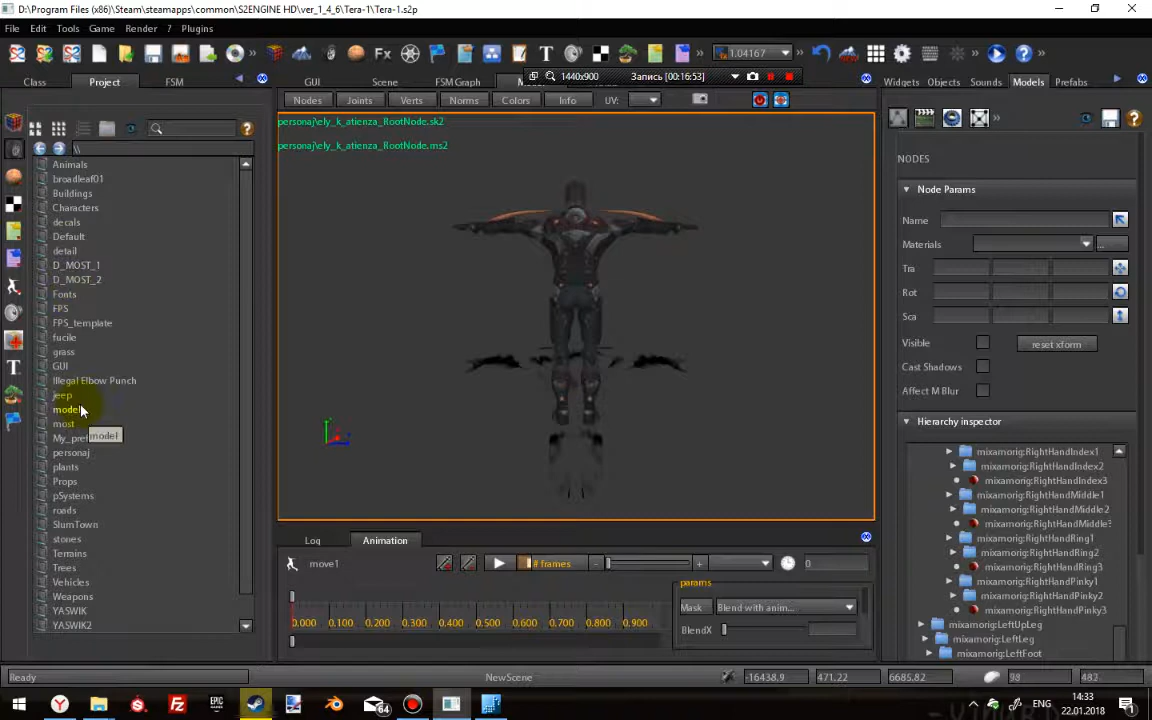 D:\Program Files (x86)\Steam\steamapps\common\S2ENGINE HD\ver_1_4_6\Tera-1\Tera-1.s2p
File Edit Tools Game Render ? Plugins
Fx T 1.04167
1440x900 Запись [00:16:53]
Class Project FSM GUI Scene FSM Graph Widgets Objects Sounds Models Prefabs
Nodes Joints Verts Norms Colors Info UV:
personaj\ely_k_atienza_RootNode.sk2
personaj\ely_k_atienza_RootNode.ms2
\\
Animals
broadleaf01
Buildings
Characters
decals
Default
detail
D_MOST_1
D_MOST_2
Fonts
FPS
FPS_template
fucile
grass
GUI
Illegal Elbow Punch
jeep
model
most
My_pref
model
personaj
plants
Props
pSystems
roads
SlumTown
stones
Terrains
Trees
Vehicles
Weapons
YASWIK
YASWIK2
NODES
Node Params
Name
Materials ...
Tra
Rot
Sca
Visible reset xform
Cast Shadows
Affect M Blur
Hierarchy inspector
mixamorig:RightHandIndex1
mixamorig:RightHandIndex2
mixamorig:RightHandIndex3
mixamorig:RightHandMiddle1
mixamorig:RightHandMiddle2
mixamorig:RightHandMiddle3
mixamorig:RightHandRing1
mixamorig:RightHandRing2
mixamorig:RightHandRing3
mixamorig:RightHandPinky1
mixamorig:RightHandPinky2
mixamorig:RightHandPinky3
mixamorig:LeftUpLeg
mixamorig:LeftLeg
mixamorig:LeftFoot
Log Animation
move1 # frames - + 0
params
Mask Blend with anim...
BlendX
0.000 0.100 0.200 0.300 0.400 0.500 0.600 0.700 0.800 0.900
Ready NewScene -16438.9 471.22 6685.82 98 482
64 ENG 14:33
22.01.2018